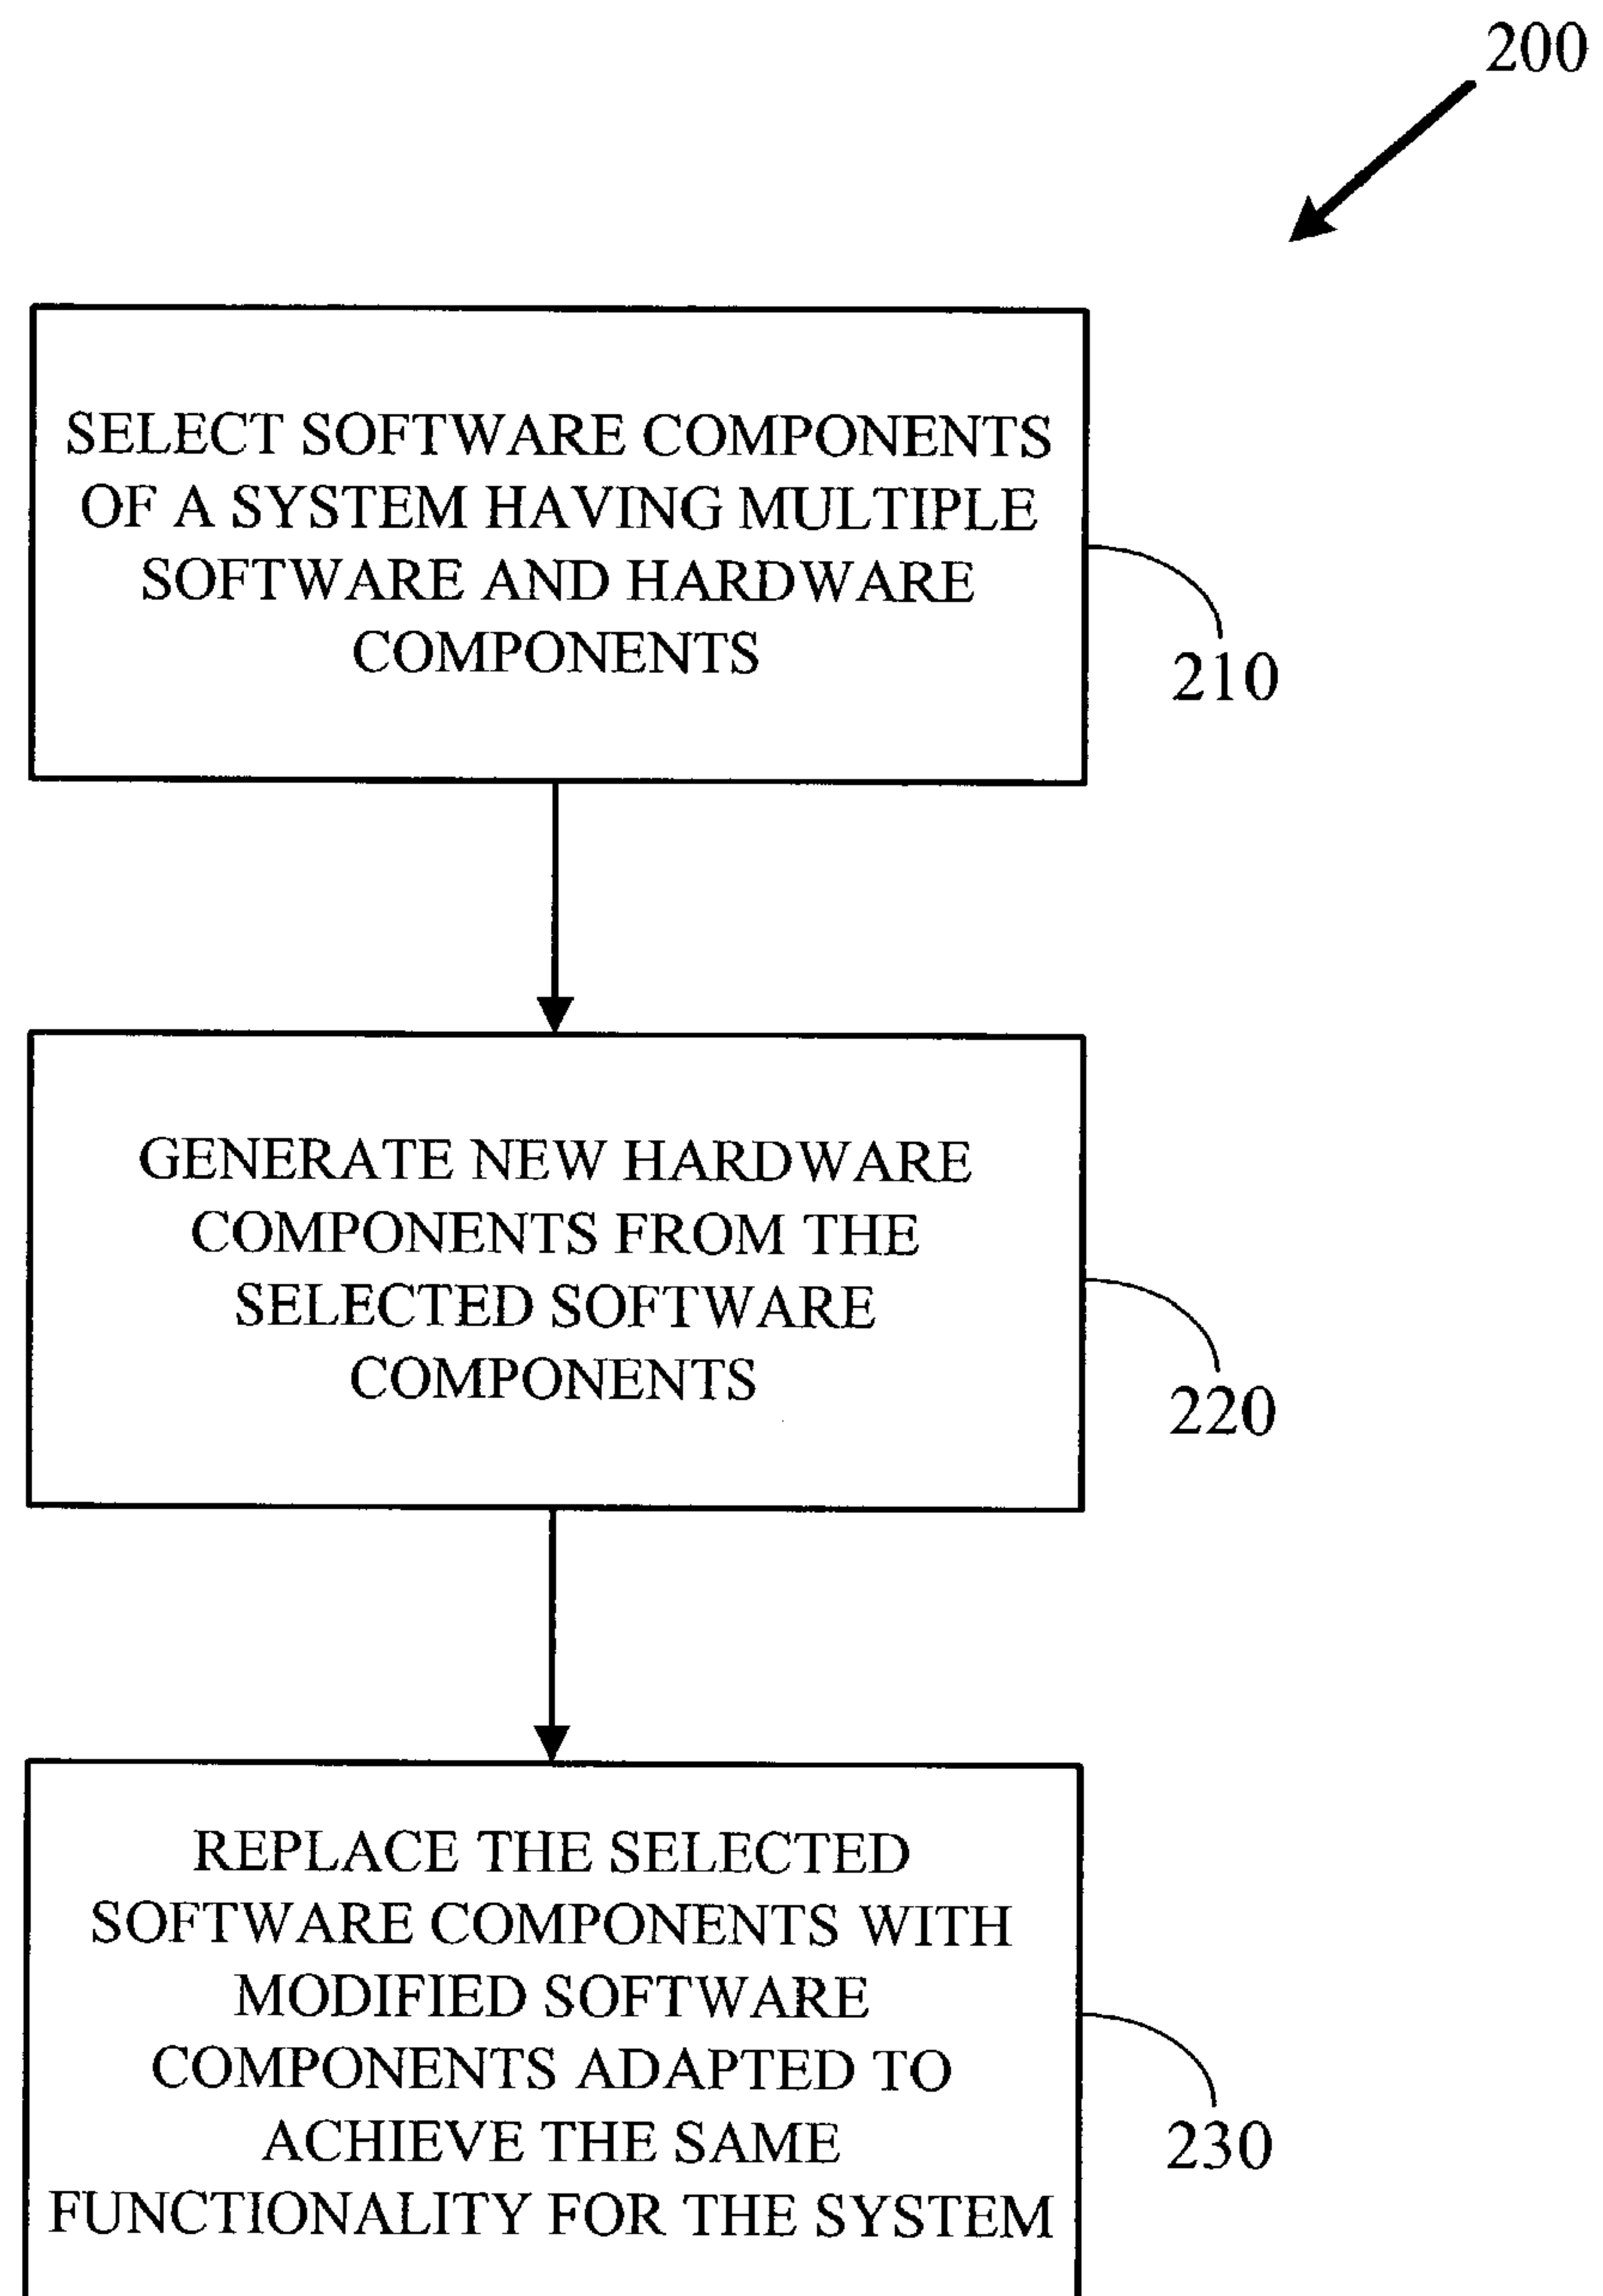 200
SELECT SOFTWARE COMPONENTS
OF A SYSTEM HAVING MULTIPLE
SOFTWARE AND HARDWARE
COMPONENTS
210
GENERATE NEW HARDWARE
COMPONENTS FROM THE
SELECTED SOFTWARE
COMPONENTS
220
REPLACE THE SELECTED
SOFTWARE COMPONENTS WITH
MODIFIED SOFTWARE
COMPONENTS ADAPTED TO
ACHIEVE THE SAME
FUNCTIONALITY FOR THE SYSTEM
230